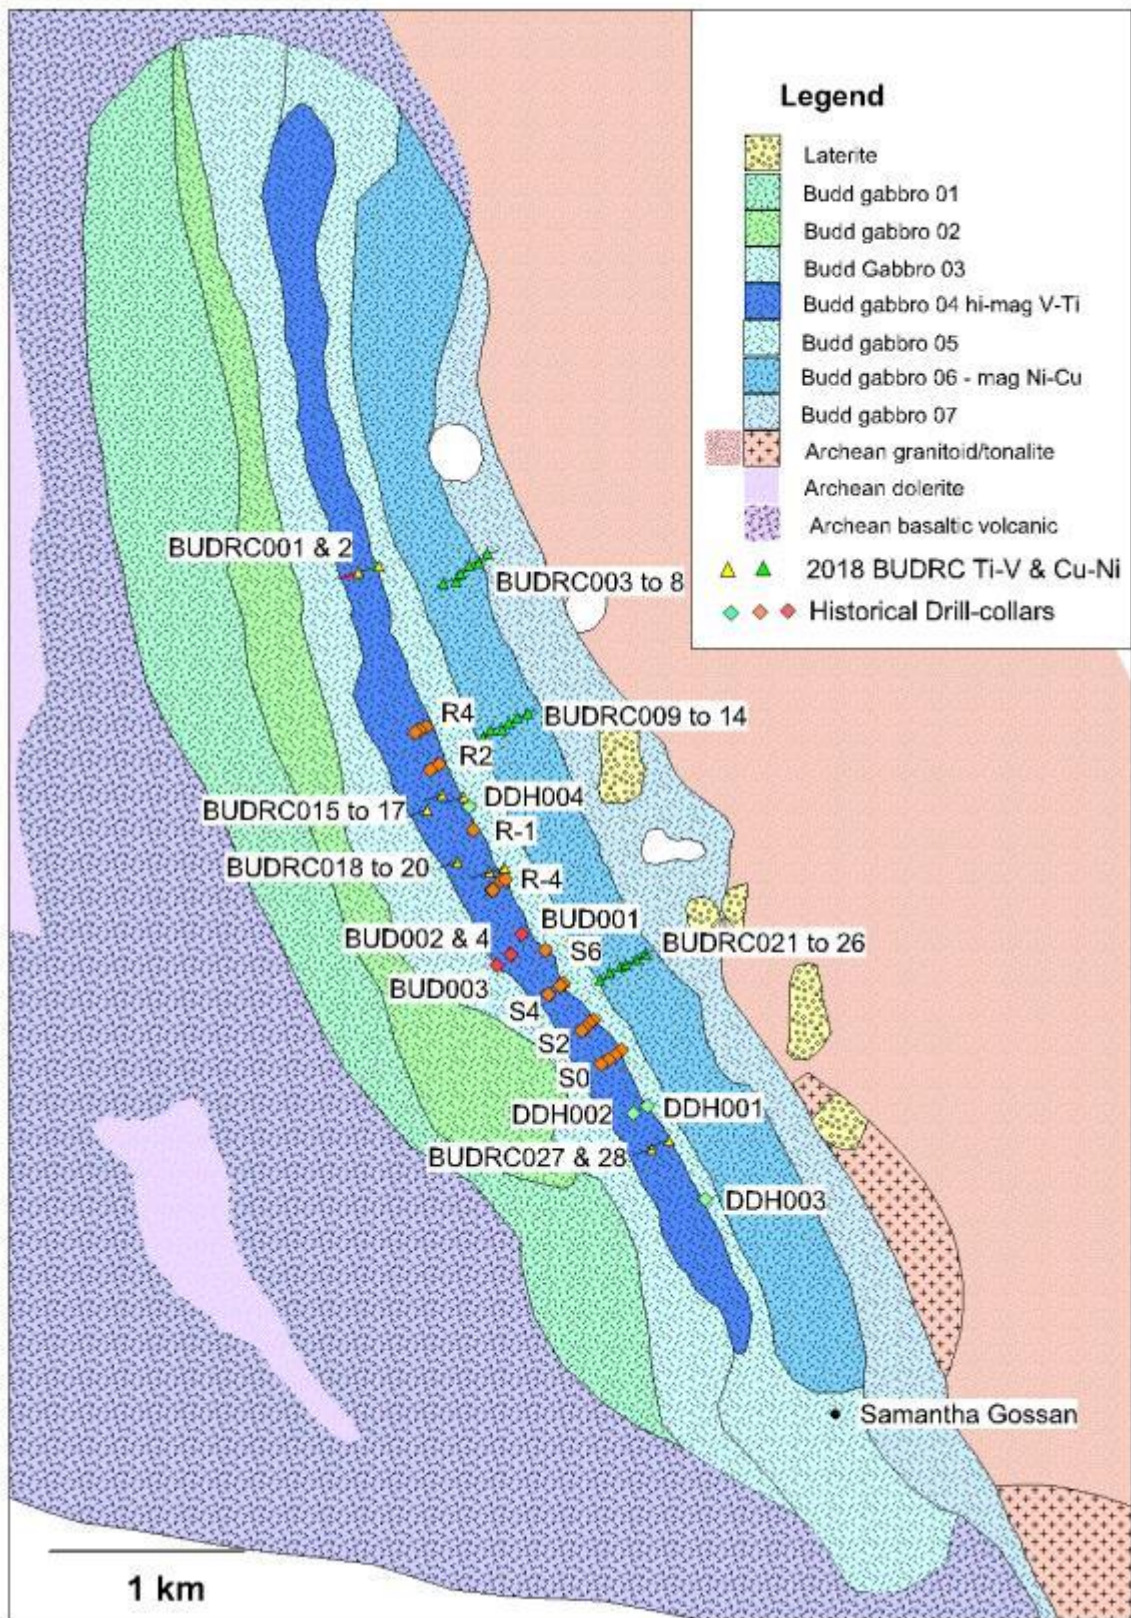 Legend
Laterite
Budd gabbro 01
Budd gabbro 02
Budd Gabbro 03
Budd gabbro 04 hi-mag V-Ti
Budd gabbro 05
Budd gabbro 06 - mag Ni-Cu
Budd gabbro 07
Archean granitoid/tonalite
Archean dolerite
Archean basaltic volcanic
2018 BUDRC Ti-V & Cu-Ni
Historical Drill-collars
BUDRC001 & 2
BUDRC003 to 8
R4
BUDRC009 to 14
R2
DDH004
BUDRC015 to 17
R-1
BUDRC018 to 20
R-4
BUD001
BUD002 & 4
S6
BUDRC021 to 26
BUD003
S4
S2
S0
DDH002
DDH001
BUDRC027 & 28
DDH003
Samantha Gossan
1 km